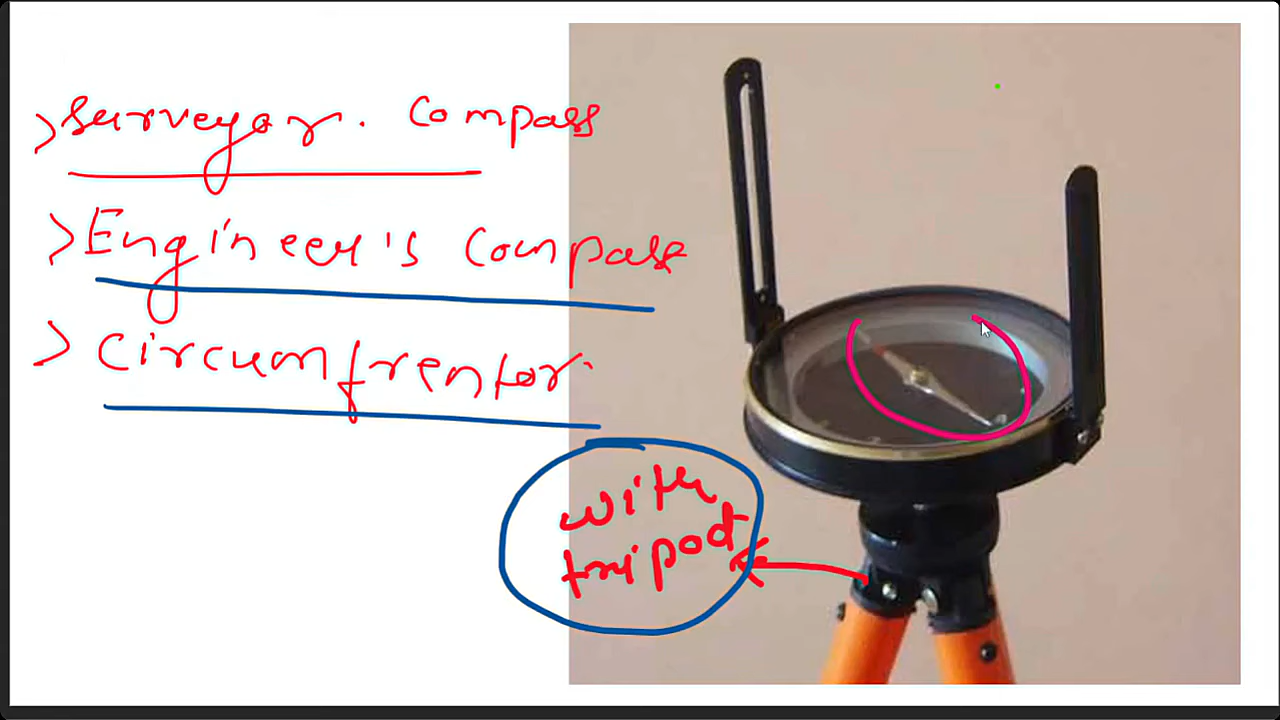 > Surveyor. Compass
> Engineer's Compass
> Circumfrentor.
with
tripod